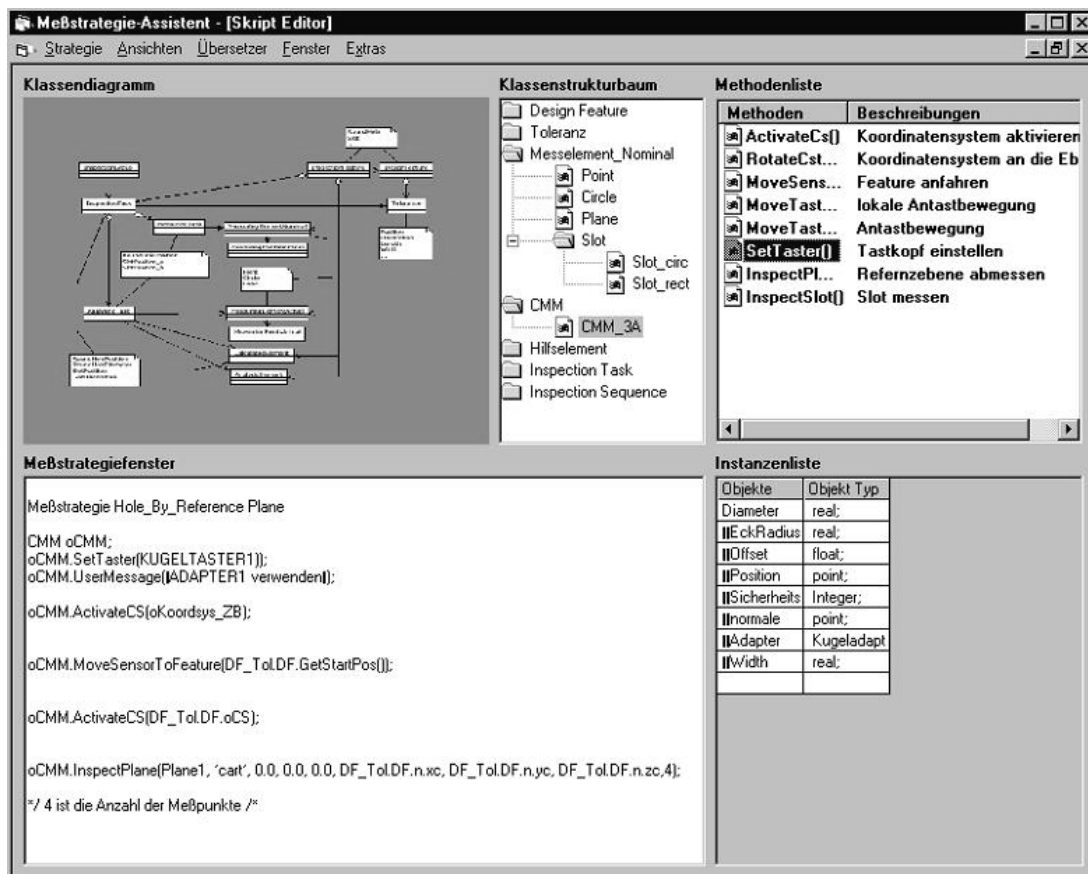 Meßstrategie-Assistent - [Skript Editor]
Strategie Ansichten Übersetzer Fenster Extras
Klassendiagramm
Klassenstrukturbaum
Design Feature
Toleranz
Messelement_Nominal
Point
Circle
Plane
Slot
Slot_circ
Slot_rect
CMM
CMM_3A
Hilfselement
Inspection Task
Inspection Sequence
Methodenliste
Methoden Beschreibungen
ActivateCs() Koordinatensystem aktivieren
RotateCst... Koordinatensystem an die Eb
MoveSens... Feature anfahren
MoveTast... lokale Antastbewegung
MoveTast... Antastbewegung
SetTaster() Tastkopf einstellen
InspectPl... Refernzebene abmessen
InspectSlot() Slot messen
Meßstrategiefenster
Meßstrategie Hole_By_Reference Plane
CMM oCMM;
oCMM.SetTaster(KUGELTASTER1));
oCMM.UserMessage(|ADAPTER1 verwenden|);
oCMM.ActivateCS(oKoordsys_ZB);
oCMM.MoveSensorToFeature(DF_Tol.DF.GetStartPos());
oCMM.ActivateCS(DF_Tol.DF.oCS);
oCMM.InspectPlane(Plane1, ´cart´, 0.0, 0.0, 0.0, DF_Tol.DF.n.xc, DF_Tol.DF.n.yc, DF_Tol.DF.n.zc,4);
*/ 4 ist die Anzahl der Meßpunkte /*
Instanzenliste
Objekte Objekt Typ
Diameter real;
||EckRadius real;
||Offset float;
||Position point;
||Sicherheits Integer;
||normale point;
||Adapter Kugeladapt
||Width real;